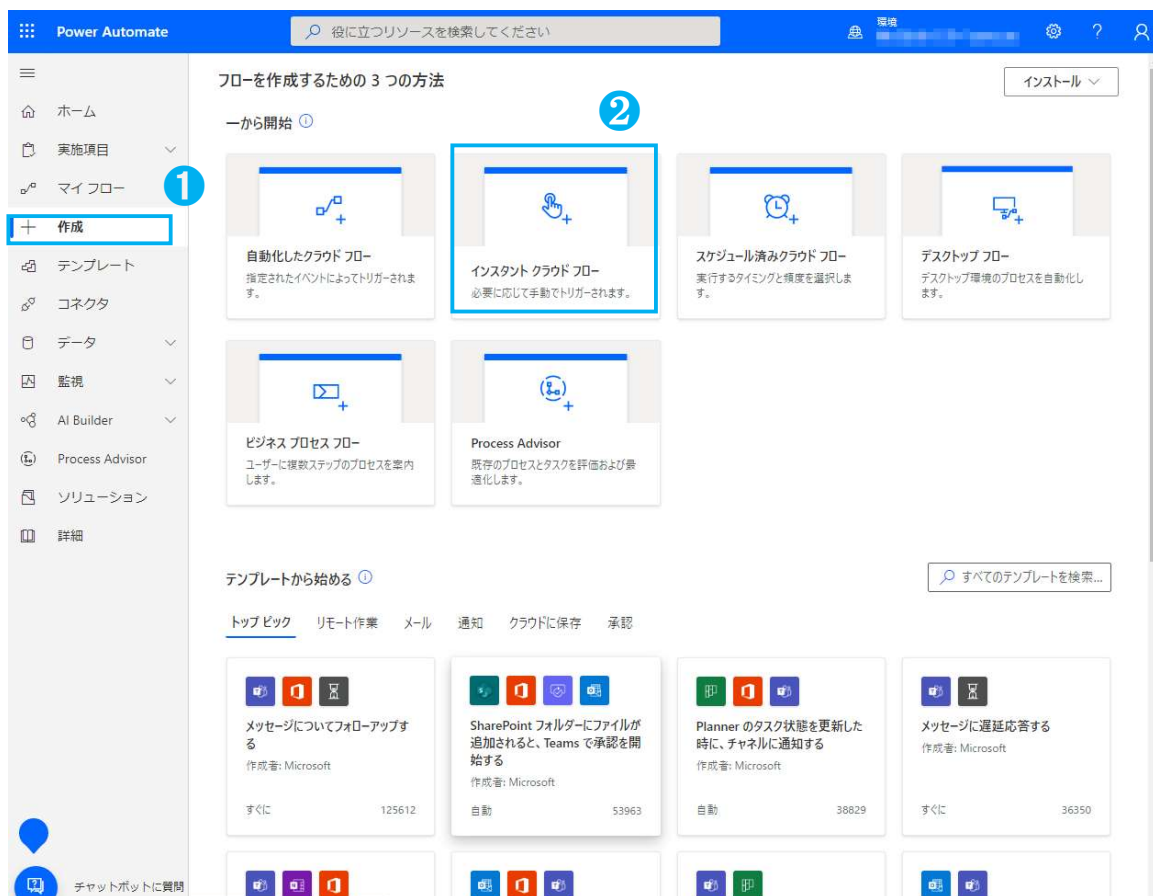 Power Automate
役に立つリソースを検索してください
環境
?
フローを作成するための 3 つの方法
インストール
ホーム
実施項目
マイ フロー
1
作成
テンプレート
コネクタ
データ
監視
AI Builder
Process Advisor
ソリューション
詳細
一から開始
2
自動化したクラウド フロー
指定されたイベントによってトリガーされま
す。
インスタント クラウド フロー
必要に応じて手動でトリガーされます。
スケジュール済みクラウド フロー
実行するタイミングと頻度を選択しま
す。
デスクトップ フロー
デスクトップ環境のプロセスを自動化し
ます。
ビジネス プロセス フロー
ユーザーに複数ステップのプロセスを案内
します。
Process Advisor
既存のプロセスとタスクを評価および最
適化します。
テンプレートから始める
すべてのテンプレートを検索...
トップ ピック
リモート作業
メール
通知
クラウドに保存
承認
メッセージについてフォローアップす
る
作成者: Microsoft
すぐに
125612
SharePoint フォルダーにファイルが
追加されると、Teams で承認を開
始する
作成者: Microsoft
自動
53963
Planner のタスク状態を更新した
時に、チャネルに通知する
作成者: Microsoft
自動
38829
メッセージに遅延応答する
作成者: Microsoft
すぐに
36350
チャットボットに質問